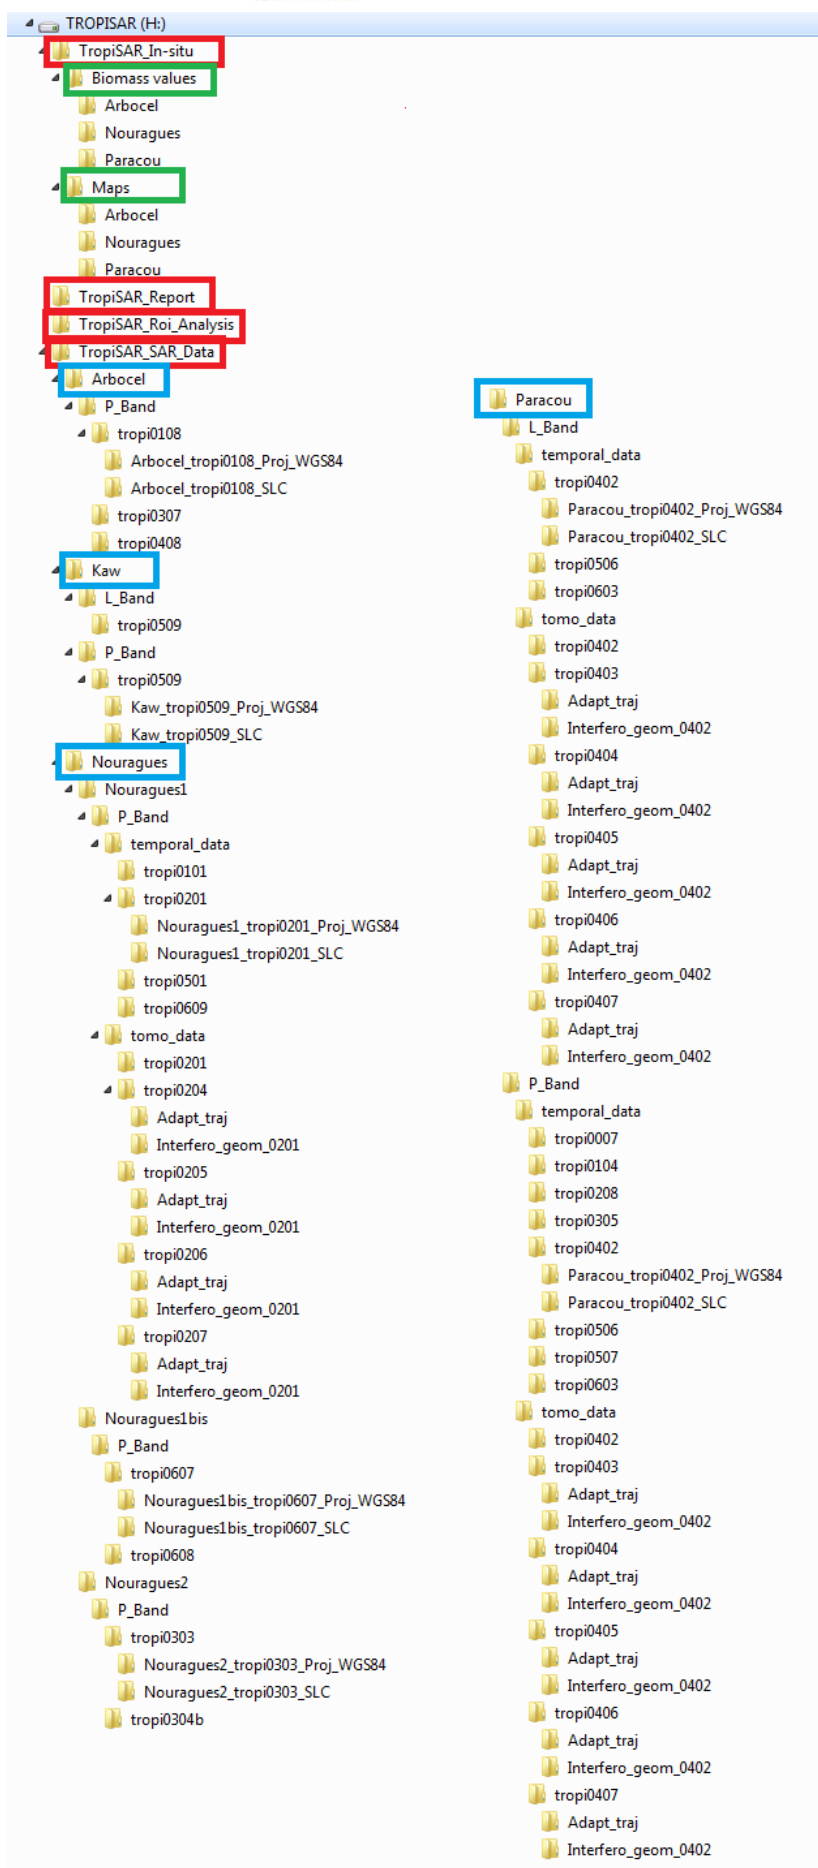 TROPISAR (H:)
TropiSAR_In-situ
Biomass values
Arbocel
Nouragues
Paracou
Maps
Arbocel
Nouragues
Paracou
TropiSAR_Report
TropiSAR_Roi_Analysis
TropiSAR_SAR_Data
Arbocel
P_Band
tropi0108
Arbocel_tropi0108_Proj_WGS84
Arbocel_tropi0108_SLC
tropi0307
tropi0408
Kaw
L_Band
tropi0509
P_Band
tropi0509
Kaw_tropi0509_Proj_WGS84
Kaw_tropi0509_SLC
Nouragues
Nouragues1
P_Band
temporal_data
tropi0101
tropi0201
Nouragues1_tropi0201_Proj_WGS84
Nouragues1_tropi0201_SLC
tropi0501
tropi0609
tomo_data
tropi0201
tropi0204
Adapt_traj
Interfero_geom_0201
tropi0205
Adapt_traj
Interfero_geom_0201
tropi0206
Adapt_traj
Interfero_geom_0201
tropi0207
Adapt_traj
Interfero_geom_0201
Nouragues1bis
P_Band
tropi0607
Nouragues1bis_tropi0607_Proj_WGS84
Nouragues1bis_tropi0607_SLC
tropi0608
Nouragues2
P_Band
tropi0303
Nouragues2_tropi0303_Proj_WGS84
Nouragues2_tropi0303_SLC
tropi0304b
Paracou
L_Band
temporal_data
tropi0402
Paracou_tropi0402_Proj_WGS84
Paracou_tropi0402_SLC
tropi0506
tropi0603
tomo_data
tropi0402
tropi0403
Adapt_traj
Interfero_geom_0402
tropi0404
Adapt_traj
Interfero_geom_0402
tropi0405
Adapt_traj
Interfero_geom_0402
tropi0406
Adapt_traj
Interfero_geom_0402
tropi0407
Adapt_traj
Interfero_geom_0402
P_Band
temporal_data
tropi0007
tropi0104
tropi0208
tropi0305
tropi0402
Paracou_tropi0402_Proj_WGS84
Paracou_tropi0402_SLC
tropi0506
tropi0507
tropi0603
tomo_data
tropi0402
tropi0403
Adapt_traj
Interfero_geom_0402
tropi0404
Adapt_traj
Interfero_geom_0402
tropi0405
Adapt_traj
Interfero_geom_0402
tropi0406
Adapt_traj
Interfero_geom_0402
tropi0407
Adapt_traj
Interfero_geom_0402